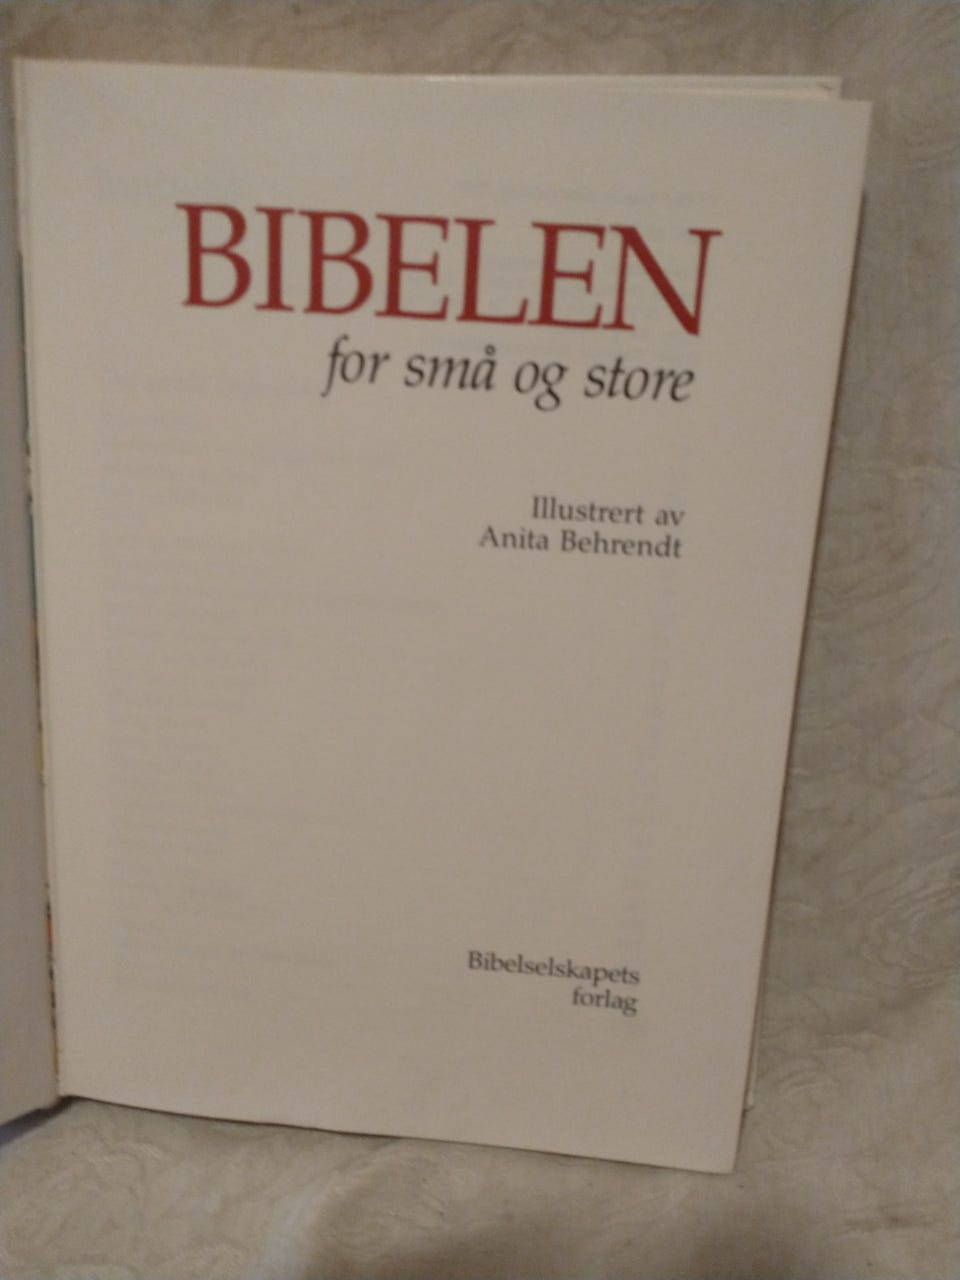 BIBELEN
for små og store
Illustrert av
Anita Behrendt
Bibelselskapets
forlag